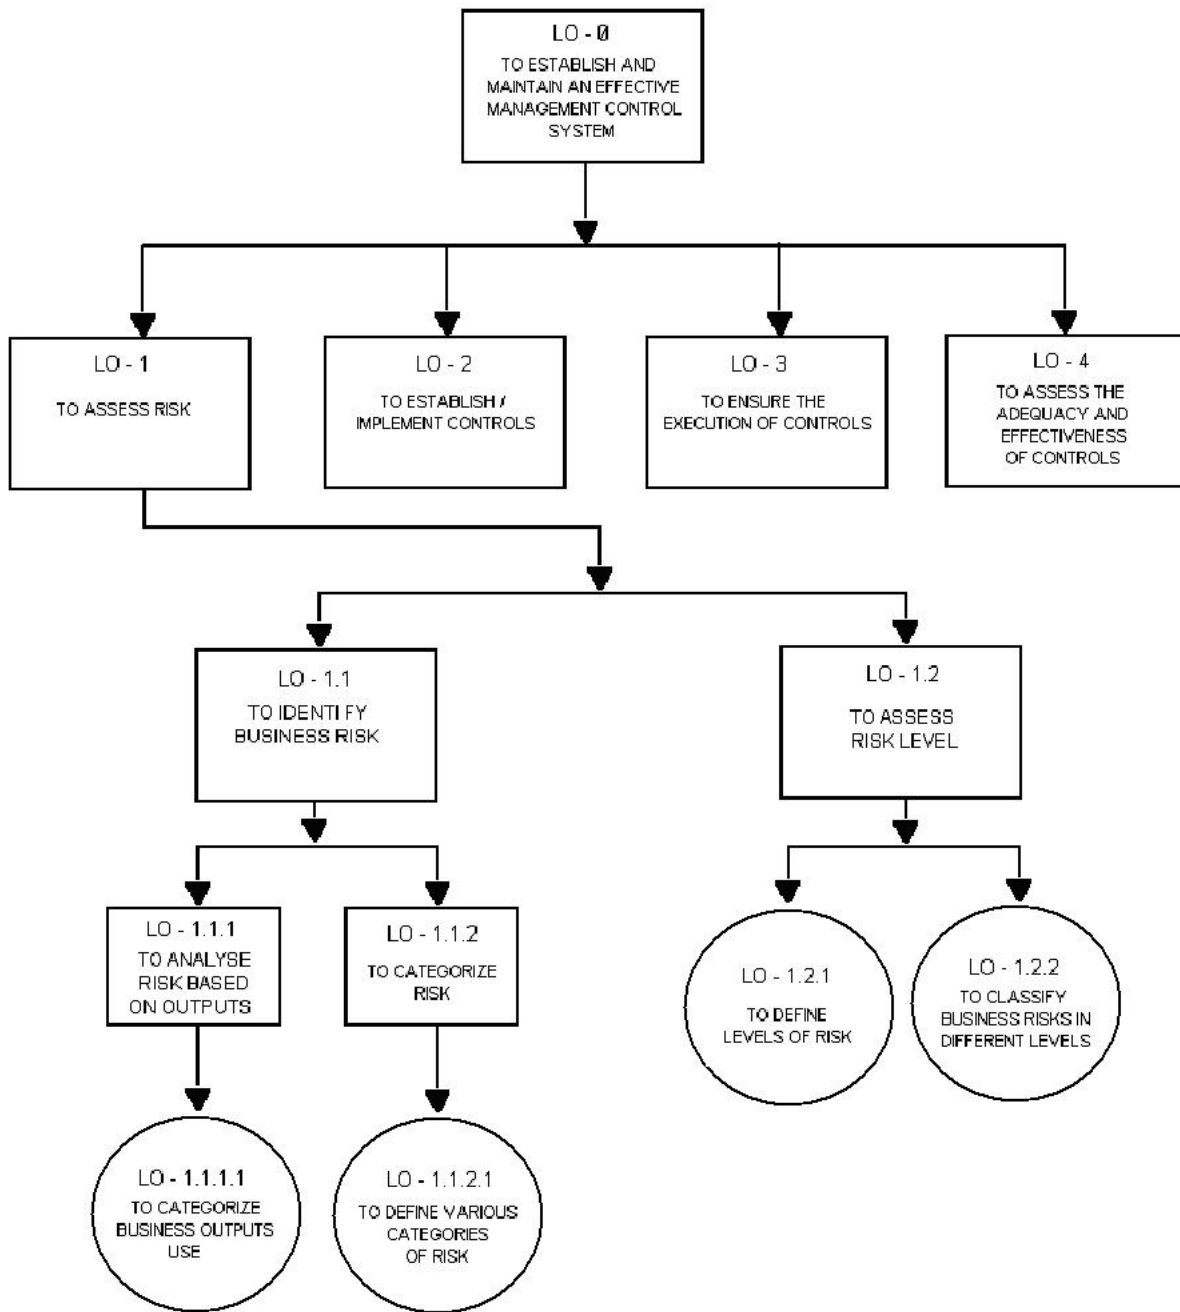 LO - 0
TO ESTABLISH AND
MAINTAIN AN EFFECTIVE
MANAGEMENT CONTROL
SYSTEM
LO - 1
TO ASSESS RISK
LO - 2
TO ESTABLISH /
IMPLEMENT CONTROLS
LO - 3
TO ENSURE THE
EXECUTION OF CONTROLS
LO - 4
TO ASSESS THE
ADEQUACY AND
EFFECTIVENESS
OF CONTROLS
LO - 1.1
TO IDENTIFY
BUSINESS RISK
LO - 1.2
TO ASSESS
RISK LEVEL
LO - 1.1.1
TO ANALYSE
RISK BASED
ON OUTPUTS
LO - 1.1.2
TO CATEGORIZE
RISK
LO - 1.2.1
TO DEFINE
LEVELS OF RISK
LO - 1.2.2
TO CLASSIFY
BUSINESS RISKS IN
DIFFERENT LEVELS
LO - 1.1.1.1
TO CATEGORIZE
BUSINESS OUTPUTS
USE
LO - 1.1.2.1
TO DEFINE VARIOUS
CATEGORIES
OF RISK